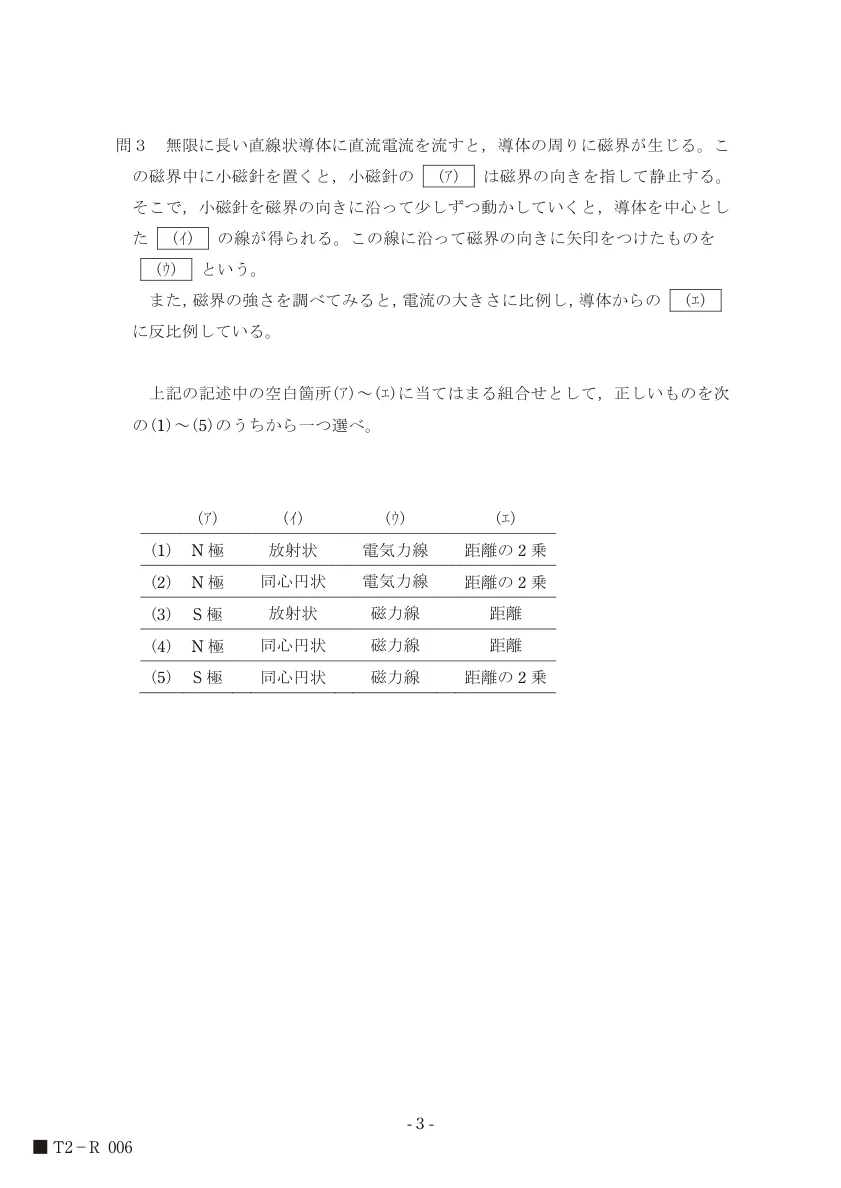 問3　無限に長い直線状導体に直流電流を流すと，導体の周りに磁界が生じる。こ
の磁界中に小磁針を置くと，小磁針の (ｱ) は磁界の向きを指して静止する。
そこで，小磁針を磁界の向きに沿って少しずつ動かしていくと，導体を中心とし
た (ｲ) の線が得られる。この線に沿って磁界の向きに矢印をつけたものを
(ｳ) という。
また，磁界の強さを調べてみると，電流の大きさに比例し，導体からの (ｴ)
に反比例している。
上記の記述中の空白箇所(ｱ)～(ｴ)に当てはまる組合せとして，正しいものを次
の(1)～(5)のうちから一つ選べ。
(ｱ) (ｲ) (ｳ) (ｴ)
(1) N極 放射状 電気力線 距離の2乗
(2) N極 同心円状 電気力線 距離の2乗
(3) S極 放射状 磁力線 距離
(4) N極 同心円状 磁力線 距離
(5) S極 同心円状 磁力線 距離の2乗
- 3 -
■ T2－R 006